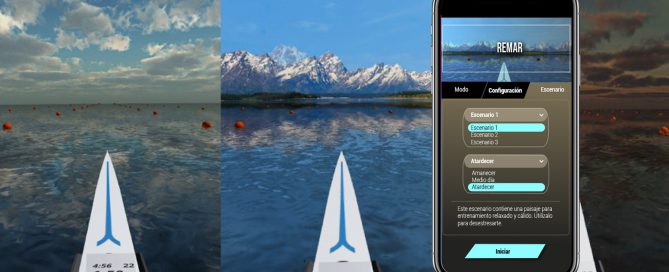 REMAR
Modo
Configuración
Escenario
Escenario 1
Escenario 1
Escenario 2
Escenario 3
Atardecer
Amanecer
Medio día
Atardecer
Este escenario contiene una paisaje para
entrenamiento relaxado y cálido. Utilízalo
para desestresarte.
Iniciar
4:56 22